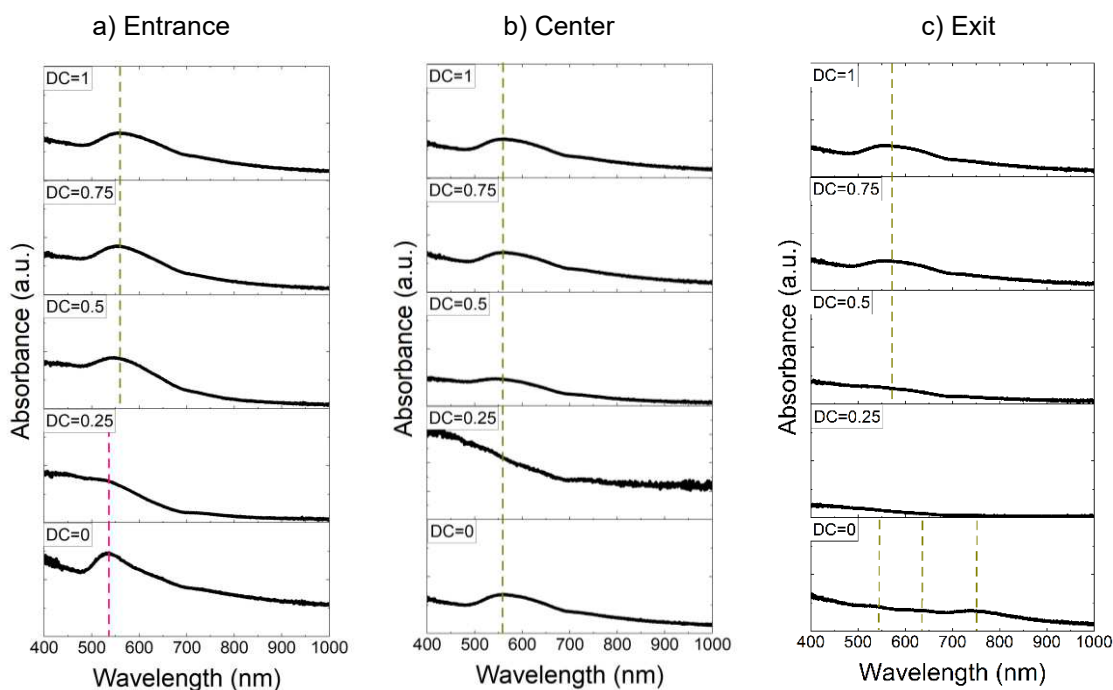 a) Entrance
b) Center
c) Exit
Absorbance (a.u.)
DC=1
DC=0.75
DC=0.5
DC=0.25
DC=0
400 500 600 700 800 900 1000
Wavelength (nm)
Absorbance (a.u.)
DC=1
DC=0.75
DC=0.5
DC=0.25
DC=0
400 500 600 700 800 900 1000
Wavelength (nm)
Absorbance (a.u.)
DC=1
DC=0.75
DC=0.5
DC=0.25
DC=0
400 500 600 700 800 900 1000
Wavelength (nm)